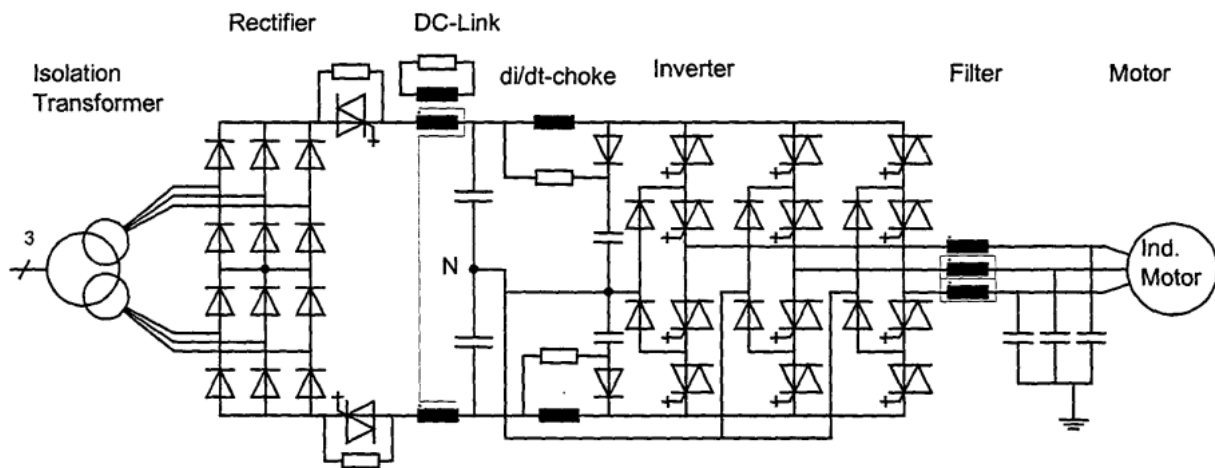 Rectifier
DC-Link
Isolation
Transformer
di/dt-choke
Inverter
Filter
Motor
3
N
Ind.
Motor